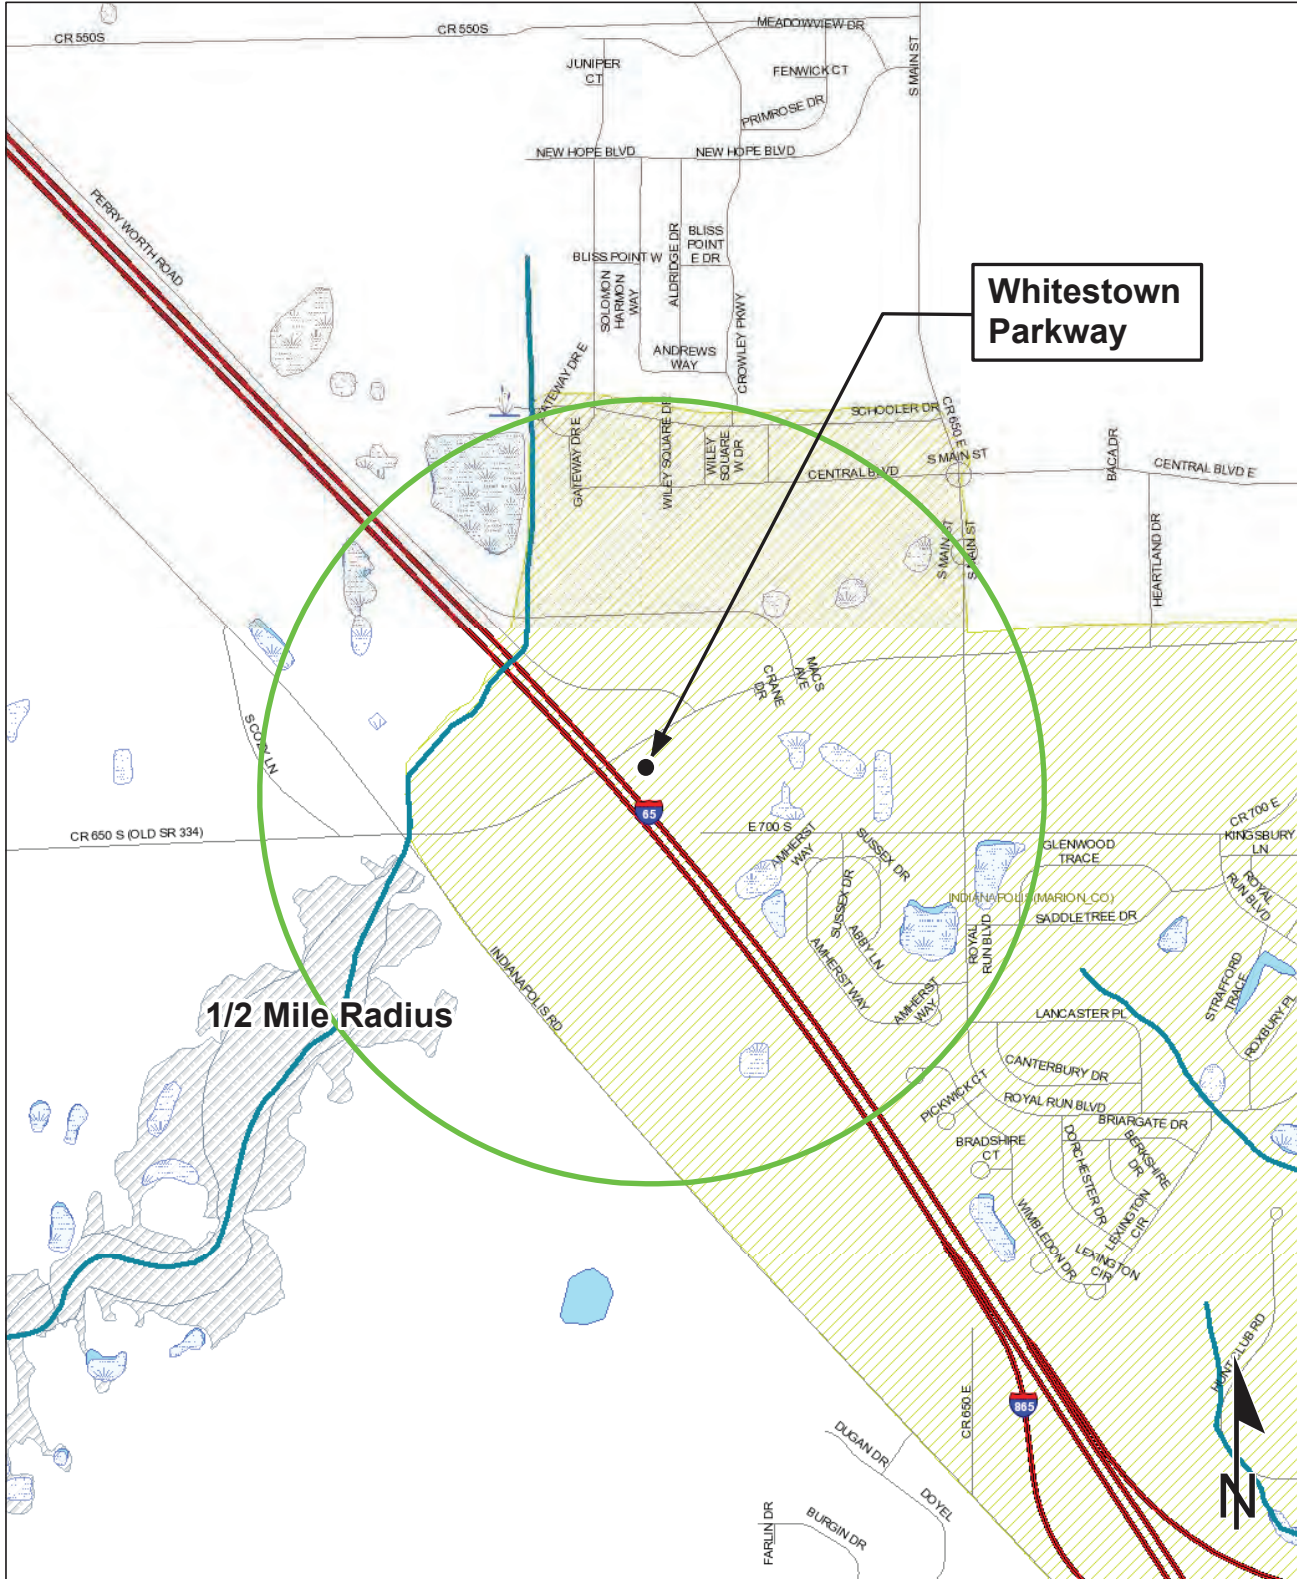 CR 550S
CR 550S
MEADOWVIEW DR
S MAIN ST
JUNIPER
CT
FENWICK CT
PRIMROSE DR
NEW HOPE BLVD
NEW HOPE BLVD
PERRY WORTH ROAD
BLISS POINT W
SOLOMON
HARMON
WAY
ALDRIDGE DR
BLISS
POINT
E DR
CROWLEY PKWY
ANDREWS
WAY
Whitestown
Parkway
GATEWAY DR E
GATEWAY DR E
WILEY SQUARE DR
WILEY
SQUARE
W DR
SCHOOLER DR
CR 650 E
S MAIN ST
CENTRAL BLVD
BACA DR
CENTRAL BLVD E
S MAIN ST
S MAIN ST
HEARTLAND DR
MACS
AVE
CRANE
DR
S COZY LN
CR 650 S (OLD SR 334)
65
E 700 S
AMHERST
WAY
SUSSEX DR
SUSSEX DR
ABBY LN
AMHERST WAY
AMHERST
WAY
CR 700 E
KINGSBURY
LN
GLENWOOD
TRACE
ROYAL
RUN BLVD
INDIANAPOLIS (MARION_CO)
SADDLETREE DR
ROYAL
RUN BLVD
STRAFFORD
TRACE
ROXBURY PL
INDIANAPOLIS RD
1/2 Mile Radius
LANCASTER PL
CANTERBURY DR
PICKWICK CT
ROYAL RUN BLVD
BRIARGATE DR
BRADSHIRE
CT
DORCHESTER DR
BERKSHIRE
DR
LEXINGTON
CIR
WIMBLEDON DR
LEXINGTON
CIR
HUNT CLUB RD
CR 650 E
865
N
DUGAN DR
DOYEL
FARLIN DR
BURGIN DR